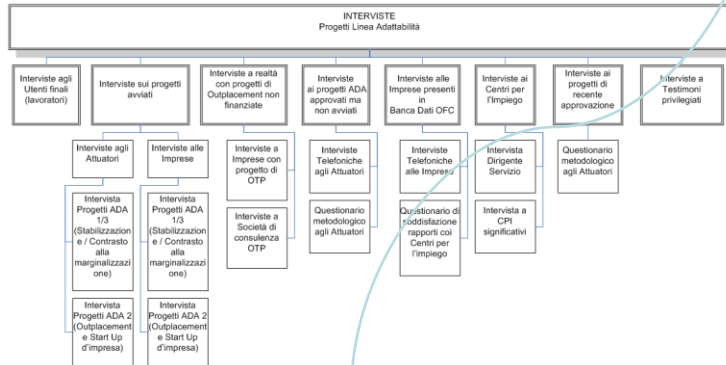 INTERVISTE
Progetti Linea Adattabilità
Interviste agli
Utenti finali
(lavoratori)
Interviste sui progetti
avviati
Interviste a realtà
con progetti di
Outplacement non
finanziate
Interviste
ai progetti ADA
approvati ma
non avviati
Interviste alle
Imprese presenti
in
Banca Dati OFC
Interviste ai
Centri per
l'Impiego
Interviste ai
progetti di
recente
approvazione
Interviste a
Testimoni
privilegiati
Interviste agli
Attuatori
Interviste alle
Imprese
Interviste a
Imprese con
progetto di
OTP
Interviste
Telefoniche
agli Attuatori
Interviste
Telefoniche
alle Imprese
Intervista
Dirigente
Servizio
Questionario
metodologico
agli Attuatori
Intervista
Progetti ADA
1/3
(Stabilizzazion
e / Contrasto
alla
marginalizzazi
one)
Intervista
Progetti ADA
1/3
(Stabilizzazion
e / Contrasto
alla
marginalizzazi
one)
Interviste a
Società di
consulenza
OTP
Questionario
metodologico
agli Attuatori
Questionario di
soddisfazione
rapporti coi
Centri per
l'impiego
Intervista a
CPI
significativi
Intervista
Progetti ADA 2
(Outplacement
e Start Up
d'impresa)
Intervista
Progetti ADA 2
(Outplacement
e Start Up
d'impresa)